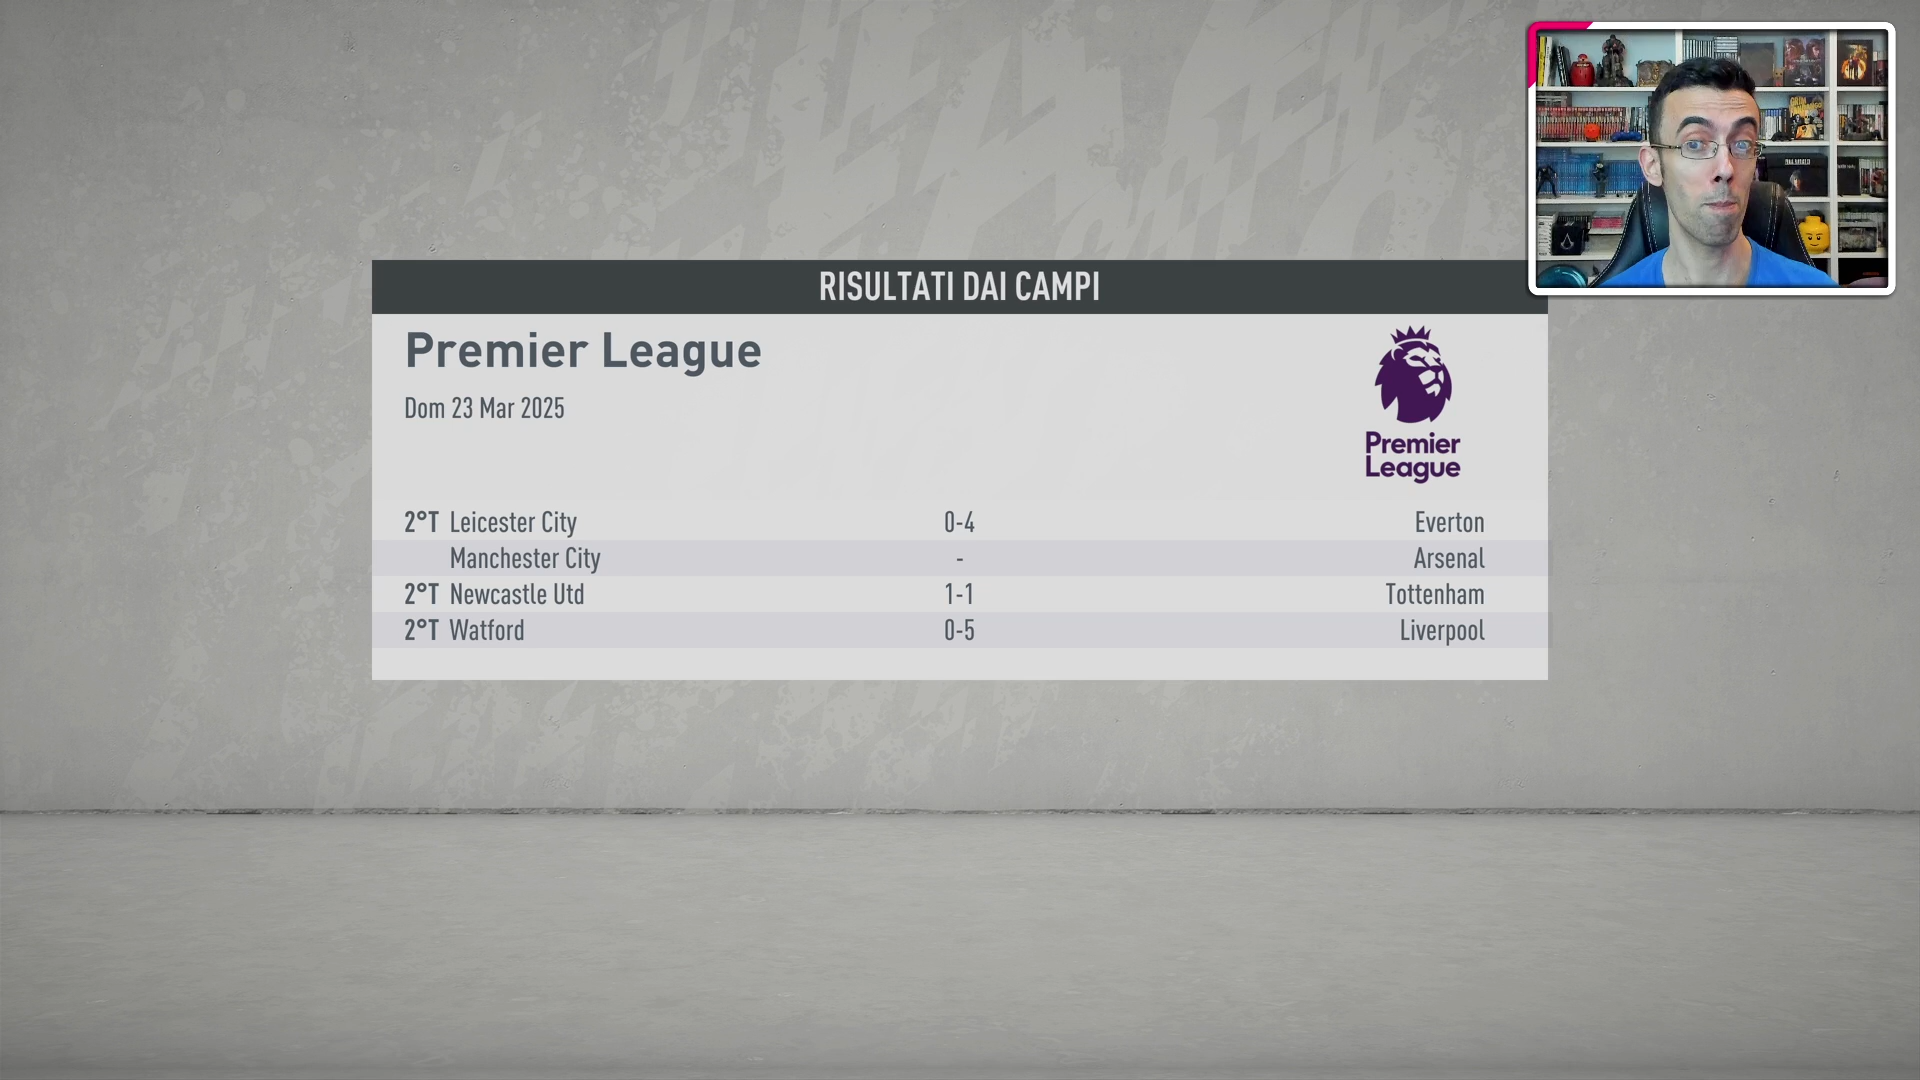 RISULTATI DAI CAMPI
Premier League
Dom 23 Mar 2025
Premier
League
2°T Leicester City 0-4 Everton
Manchester City - Arsenal
2°T Newcastle Utd 1-1 Tottenham
2°T Watford 0-5 Liverpool